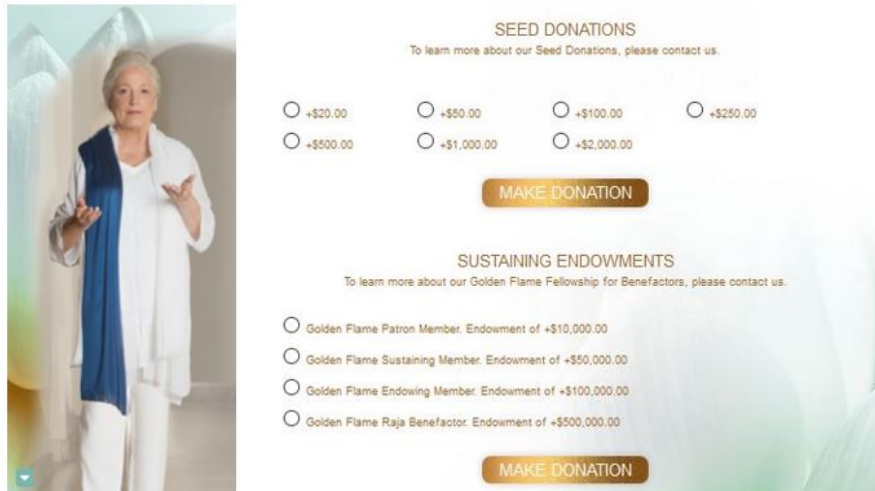 SEED DONATIONS
To learn more about our Seed Donations, please contact us.
+$20.00 +$50.00 +$100.00 +$250.00
+$500.00 +$1,000.00 +$2,000.00
MAKE DONATION
SUSTAINING ENDOWMENTS
To learn more about our Golden Flame Fellowship for Benefactors, please contact us.
Golden Flame Patron Member. Endowment of +$10,000.00
Golden Flame Sustaining Member. Endowment of +$50,000.00
Golden Flame Endowing Member. Endowment of +$100,000.00
Golden Flame Raja Benefactor. Endowment of +$500,000.00
MAKE DONATION